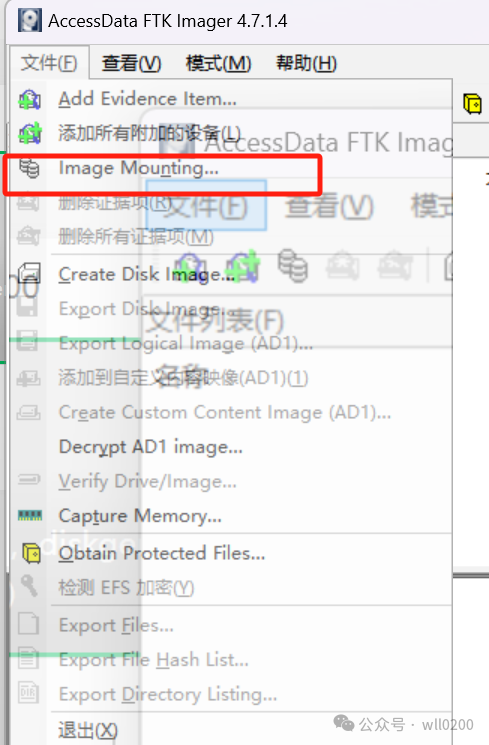 AccessData FTK Imager 4.7.1.4
文件(F) 查看(V) 模式(M) 帮助(H)
Add Evidence Item...
添加所有附加的设备(L)
AccessData FTK Imag
Image Mounting...
删除证据项(R)
文件(F) 查看(V) 模式
删除所有证据项(M)
Create Disk Image...
Export Disk Image...
文件列表(F)
Export Logical Image (AD1)...
名称
添加到自定义内容映像(AD1)(1)
Create Custom Content Image (AD1)...
Decrypt AD1 image...
Verify Drive/Image...
Capture Memory...
Obtain Protected Files...
检测 EFS 加密(Y)
Export Files...
Export File Hash List...
Export Directory Listing...
退出(X)
公众号 · wll0200